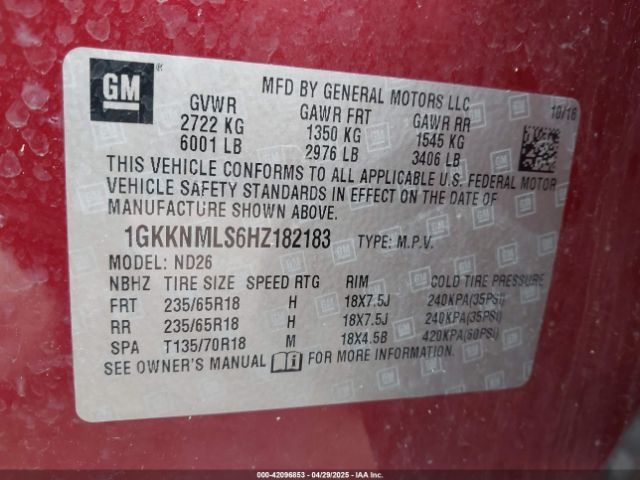 GM ®
MFD BY GENERAL MOTORS LLC
10/16
GVWR GAWR FRT GAWR RR
2722 KG 1350 KG 1545 KG
6001 LB 2976 LB 3406 LB
THIS VEHICLE CONFORMS TO ALL APPLICABLE U.S. FEDERAL MOTOR
VEHICLE SAFETY STANDARDS IN EFFECT ON THE DATE OF
MANUFACTURE SHOWN ABOVE.
1GKKNMLS6HZ182183 TYPE: M.P.V.
MODEL: ND26
NBHZ TIRE SIZE SPEED RTG RIM COLD TIRE PRESSURE
FRT 235/65R18 H 18X7.5J 240KPA(35PSI)
RR 235/65R18 H 18X7.5J 240KPA(35PSI)
SPA T135/70R18 M 18X4.5B 420KPA(60PSI)
SEE OWNER'S MANUAL FOR MORE INFORMATION
© IAA - 42096853 / 04/29/2025 - IAA Inc. ©